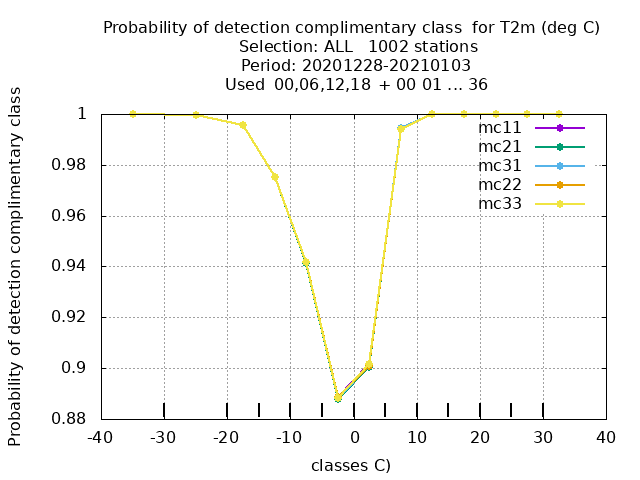 Probability of detection complimentary class  for T2m (deg C)
Selection: ALL   1002 stations
Period: 20201228-20210103
Used  00,06,12,18  + 00 01 ... 36
Probability of detection complimentary class
1
0.98
0.96
0.94
0.92
0.9
0.88
mc11
mc21
mc31
mc22
mc33
-40 -30 -20 -10 0 10 20 30 40
classes C)